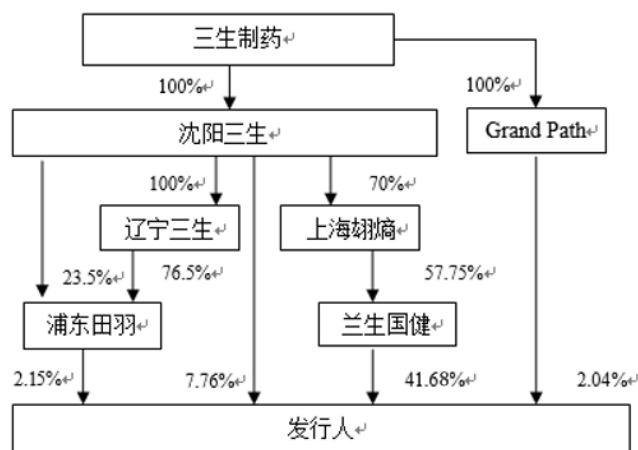 三生制药
100%
100%
沈阳三生
Grand Path
100%
70%
辽宁三生
上海翃熵
23.5%
76.5%
57.75%
浦东田羽
兰生国健
2.15%
7.76%
41.68%
2.04%
发行人